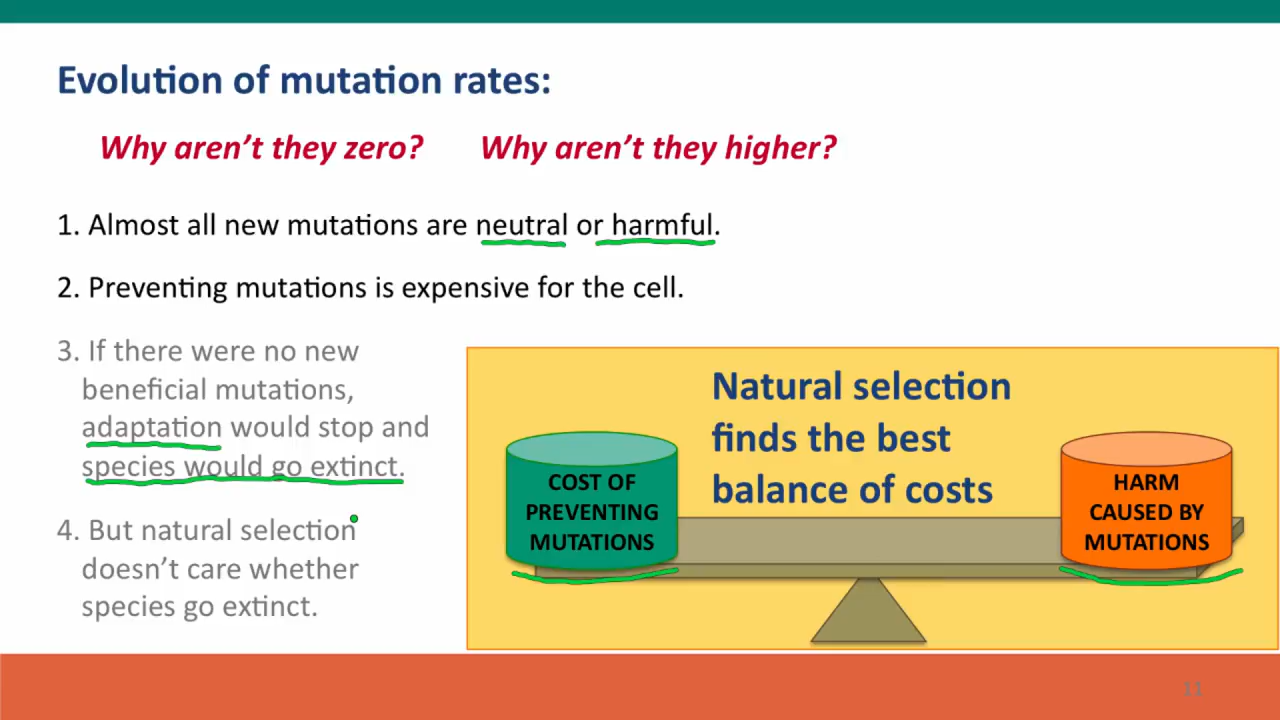 Evolution of mutation rates:
Why aren't they zero? Why aren't they higher?
1. Almost all new mutations are neutral or harmful.
2. Preventing mutations is expensive for the cell.
3. If there were no new
beneficial mutations,
adaptation would stop and
species would go extinct.
4. But natural selection
doesn't care whether
species go extinct.
Natural selection
finds the best
balance of costs
COST OF
PREVENTING
MUTATIONS
HARM
CAUSED BY
MUTATIONS
11